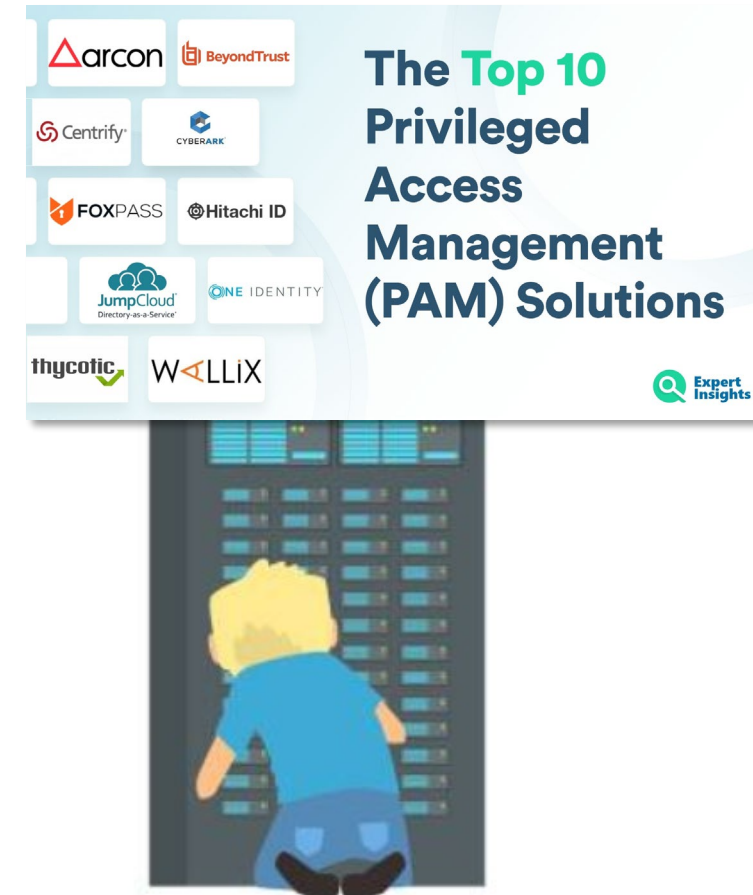 arcon
BeyondTrust
Centrify
CYBERARK
FOXPASS
Hitachi ID
JumpCloud
Directory-as-a-Service
ONE IDENTITY
thycotic
WALLIX
The Top 10
Privileged
Access
Management
(PAM) Solutions
Expert
Insights